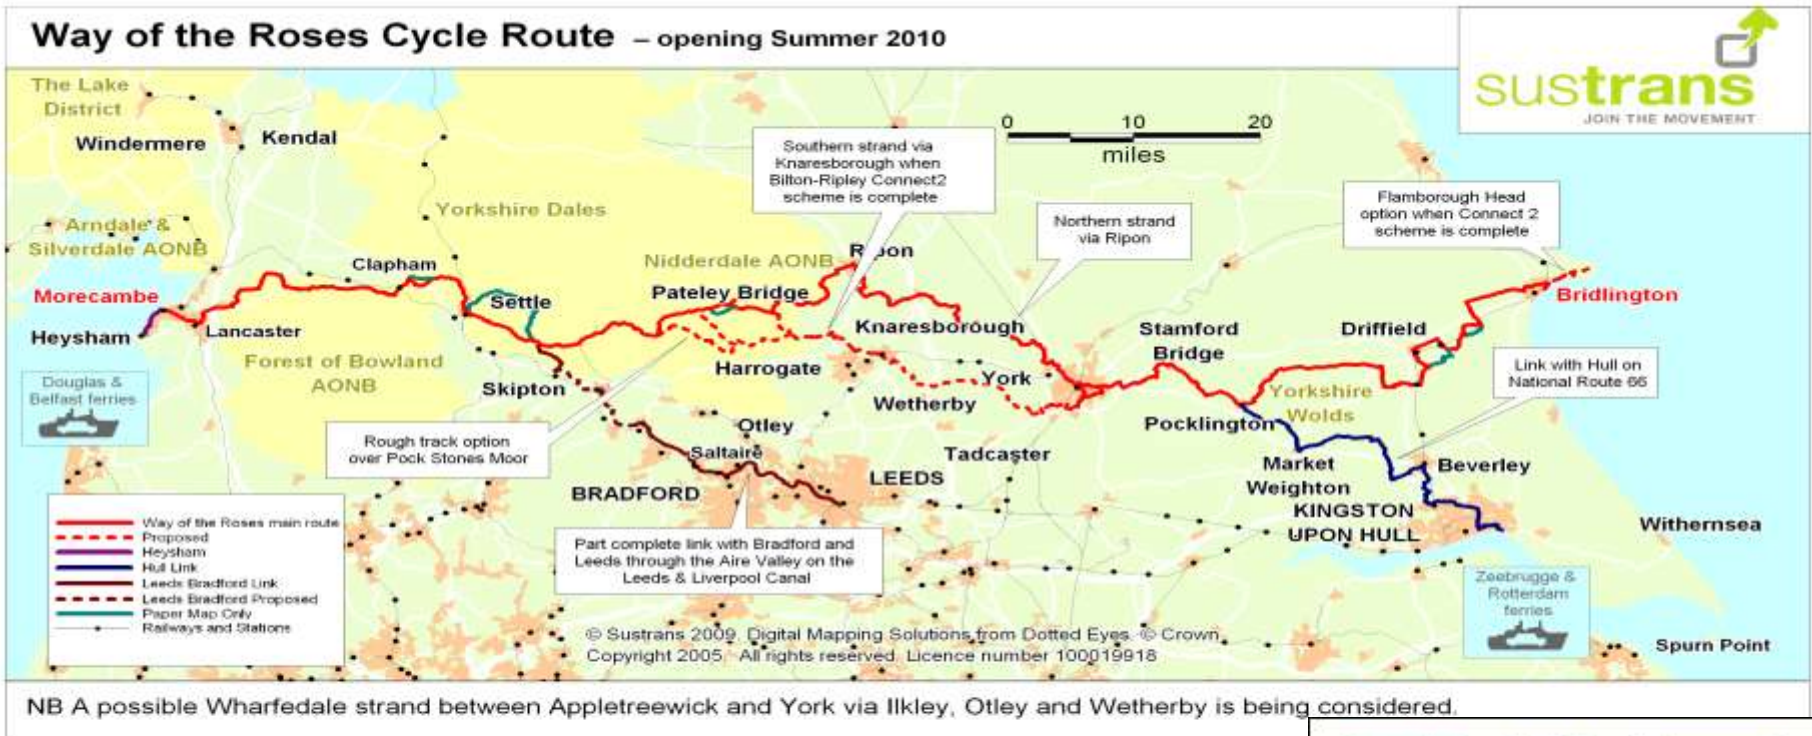 Way of the Roses Cycle Route – opening Summer 2010
sustrans
JOIN THE MOVEMENT
The Lake
District
Windermere
Kendal
0 10 20
miles
Southern strand via
Knaresborough when
Bilton-Ripley Connect2
scheme is complete
Northern strand
via Ripon
Flamborough Head
option when Connect 2
scheme is complete
Arndale &
Silverdale AONB
Yorkshire Dales
Clapham
Nidderdale AONB
Ripon
Morecambe
Settle
Pateley Bridge
Bridlington
Heysham
Lancaster
Knaresborough
Stamford
Bridge
Driffield
Forest of Bowland
AONB
Harrogate
York
Link with Hull on
National Route 66
Douglas &
Belfast ferries
Skipton
Wetherby
Yorkshire
Wolds
Pocklington
Otley
Rough track option
over Pock Stones Moor
Saltaire
Tadcaster
Market
Weighton
Beverley
BRADFORD
LEEDS
KINGSTON
UPON HULL
Withernsea
Way of the Roses main route
Proposed
Heysham
Hull Link
Leeds Bradford Link
Leeds Bradford Proposed
Paper Map Only
Railways and Stations
Part complete link with Bradford and
Leeds through the Aire Valley on the
Leeds & Liverpool Canal
Zeebrugge &
Rotterdam
ferries
Spurn Point
© Sustrans 2009. Digital Mapping Solutions from Dotted Eyes. © Crown
Copyright 2005. All rights reserved. Licence number 100019918
NB A possible Wharfedale strand between Appletreewick and York via Ilkley, Otley and Wetherby is being considered.